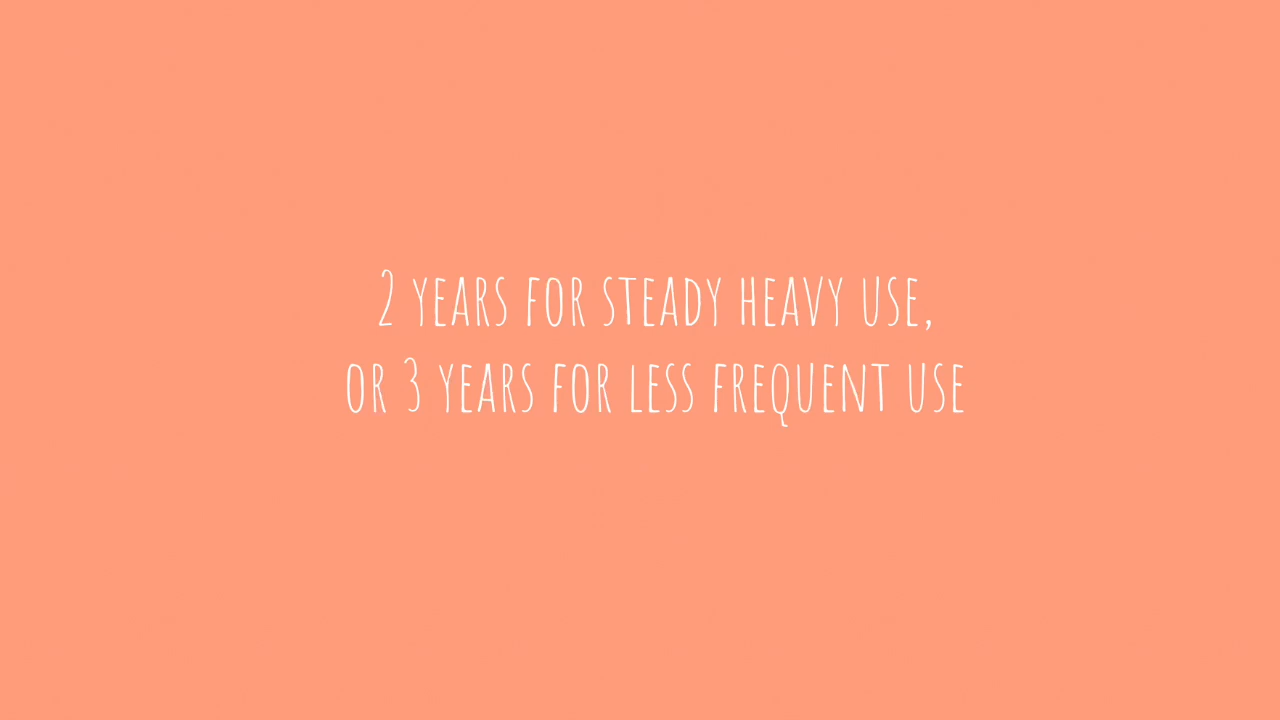 2 YEARS FOR STEADY HEAVY USE,
OR 3 YEARS FOR LESS FREQUENT USE